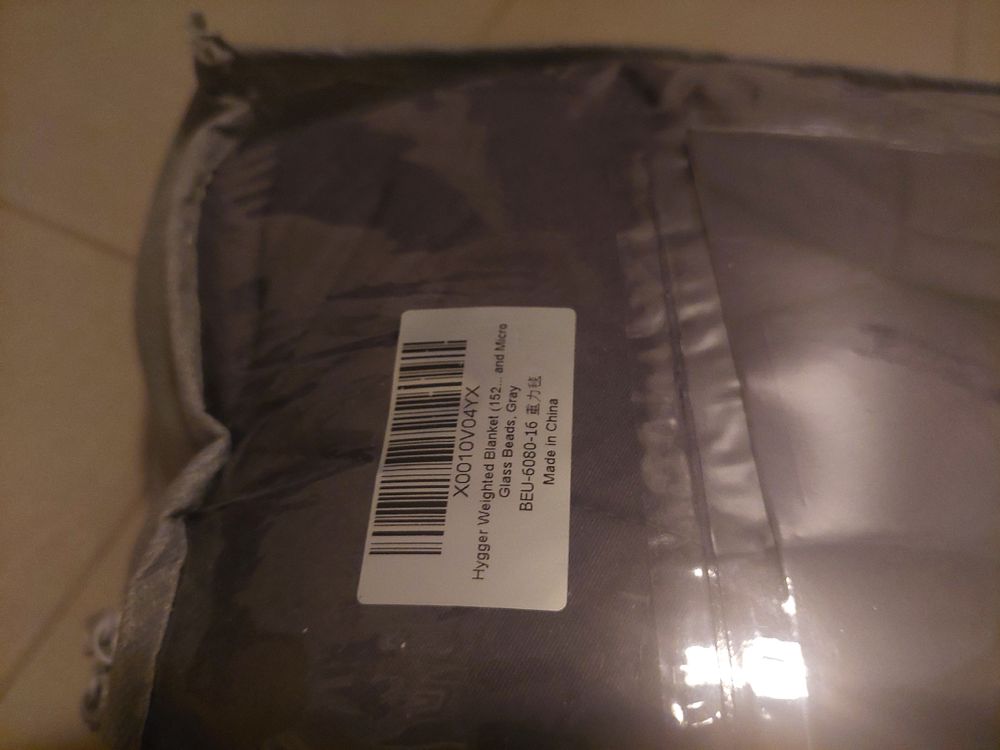 X0010V04YX
Hygger Weighted Blanket (152... and Micro
Glass Beads, Gray
BEU-6080-16 重力毯
Made in China